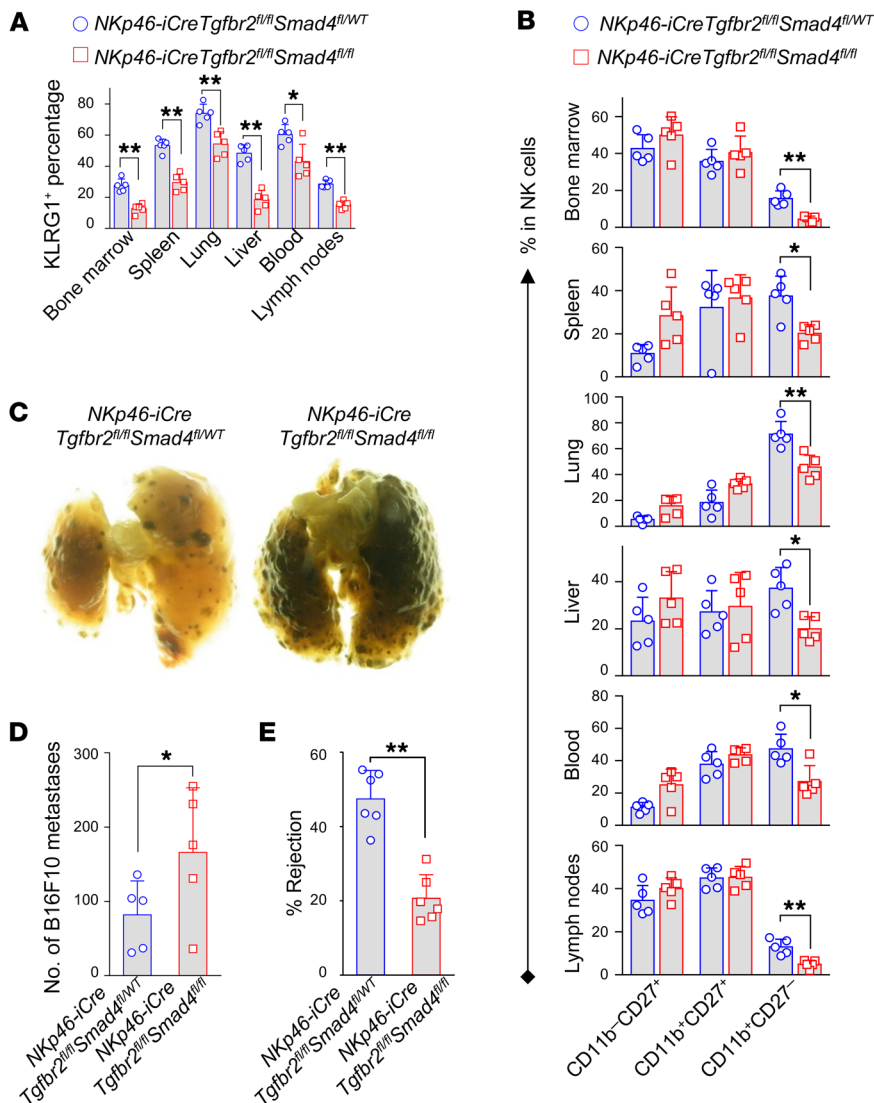 A
NKp46-iCreTgfbr2fl/flSmad4fl/WT
NKp46-iCreTgfbr2fl/flSmad4fl/fl
KLRG1+ percentage
80
60
40
20
0
**
**
**
**
*
**
Bone marrow
Spleen
Lung
Liver
Blood
Lymph nodes
B
NKp46-iCreTgfbr2fl/flSmad4fl/WT
NKp46-iCreTgfbr2fl/flSmad4fl/fl
% in NK cells
Bone marrow
60
40
20
0
**
Spleen
60
40
20
0
*
Lung
100
80
60
40
20
0
**
Liver
40
20
0
*
Blood
80
60
40
20
0
*
Lymph nodes
60
40
20
0
**
CD11b–CD27+
CD11b+CD27+
CD11b+CD27–
C
NKp46-iCre
Tgfbr2fl/flSmad4fl/WT
NKp46-iCre
Tgfbr2fl/flSmad4fl/fl
D
No. of B16F10 metastases
300
200
100
0
*
NKp46-iCre
Tgfbr2fl/flSmad4fl/WT
NKp46-iCre
Tgfbr2fl/flSmad4fl/fl
E
% Rejection
60
40
20
0
**
NKp46-iCre
Tgfbr2fl/flSmad4fl/WT
NKp46-iCre
Tgfbr2fl/flSmad4fl/fl